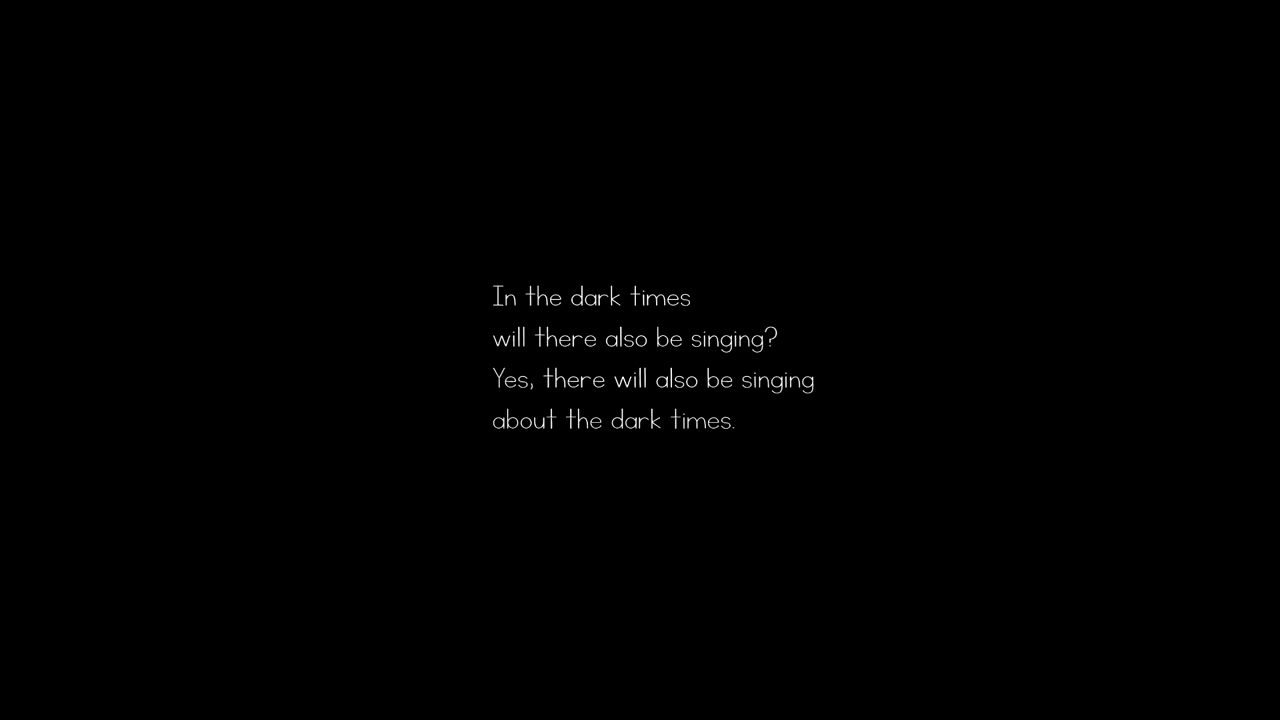 In the dark times
will there also be singing?
Yes, there will also be singing
about the dark times.